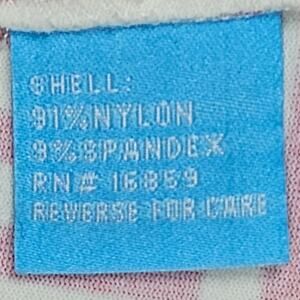 SHELL:
91% NYLON
9% SPANDEX
RN# 16859
REVERSE FOR CARE